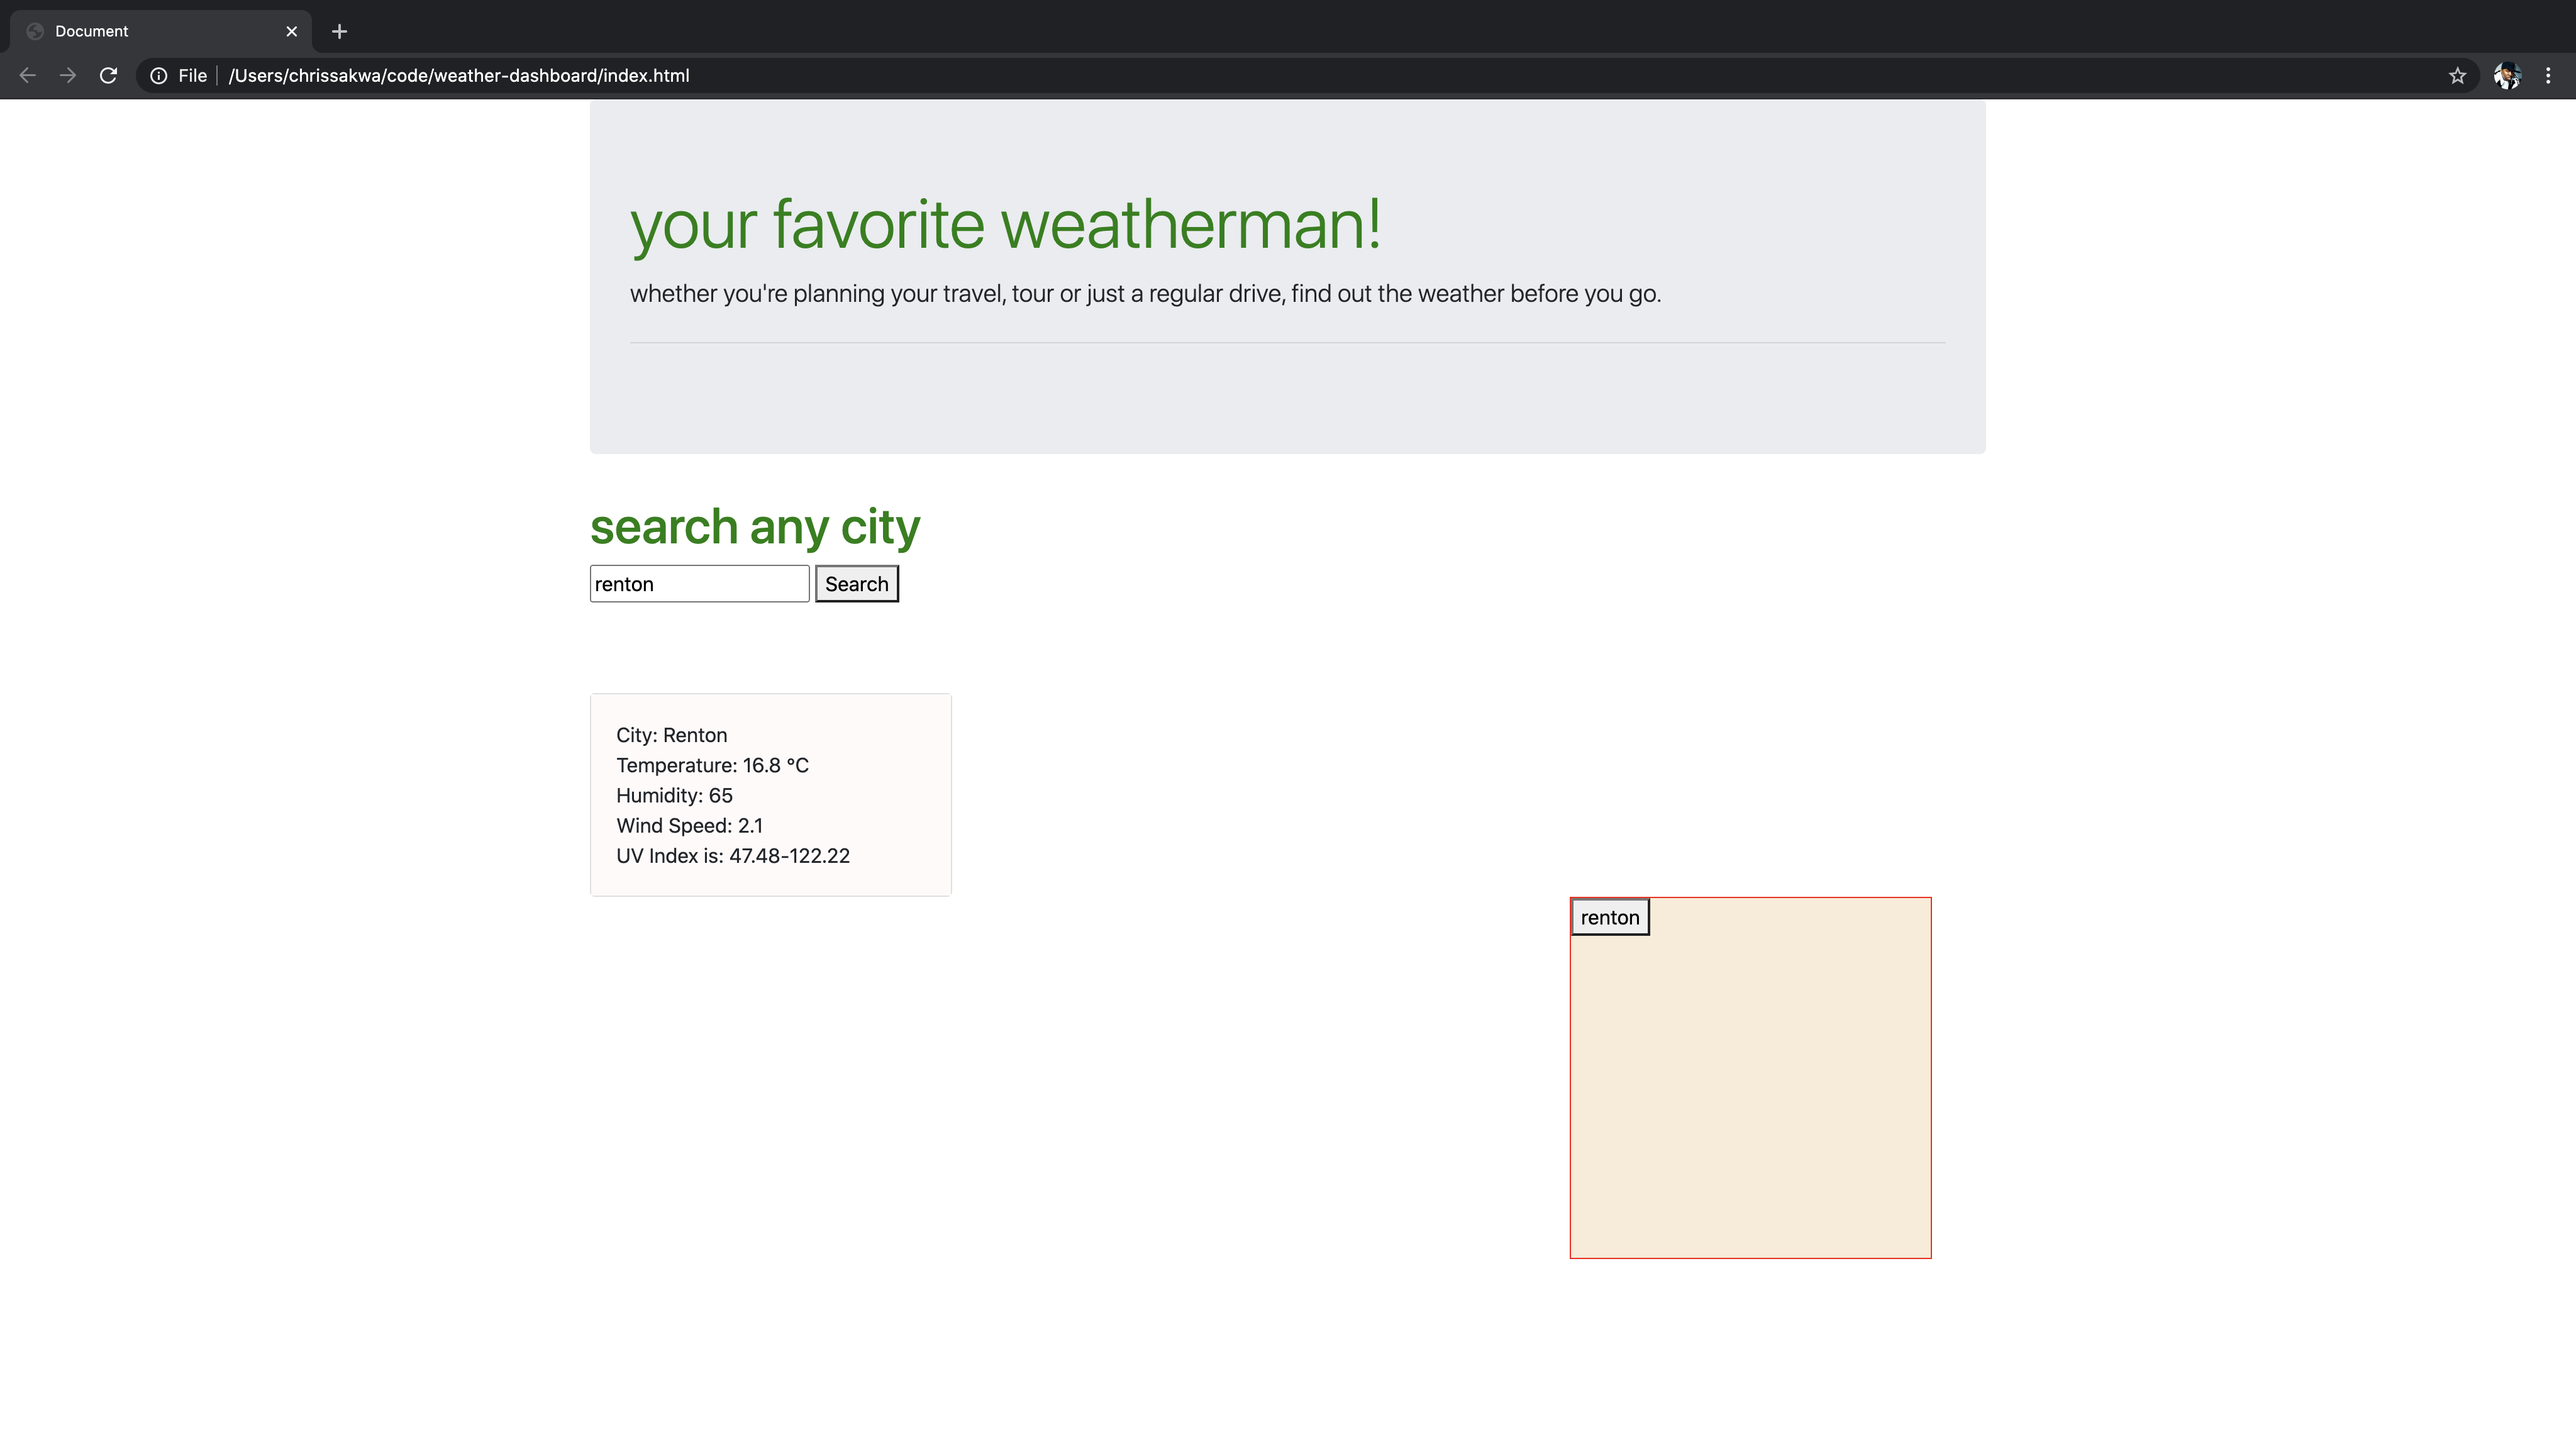 Document
File /Users/chrissakwa/code/weather-dashboard/index.html
your favorite weatherman!
whether you're planning your travel, tour or just a regular drive, find out the weather before you go.
search any city
renton Search
City: Renton
Temperature: 16.8 °C
Humidity: 65
Wind Speed: 2.1
UV Index is: 47.48-122.22
renton